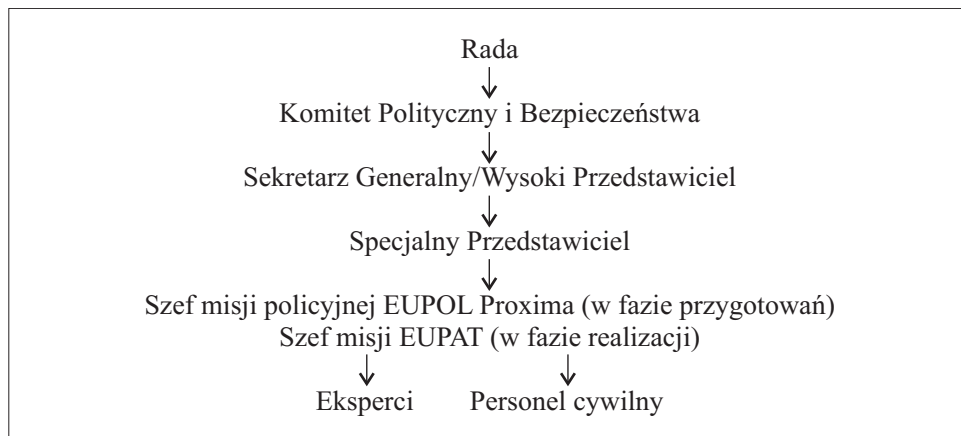 Rada
Komitet Polityczny i Bezpieczeństwa
Sekretarz Generalny/Wysoki Przedstawiciel
Specjalny Przedstawiciel
Szef misji policyjnej EUPOL Proxima (w fazie przygotowań)
Szef misji EUPAT (w fazie realizacji)
Eksperci Personel cywilny